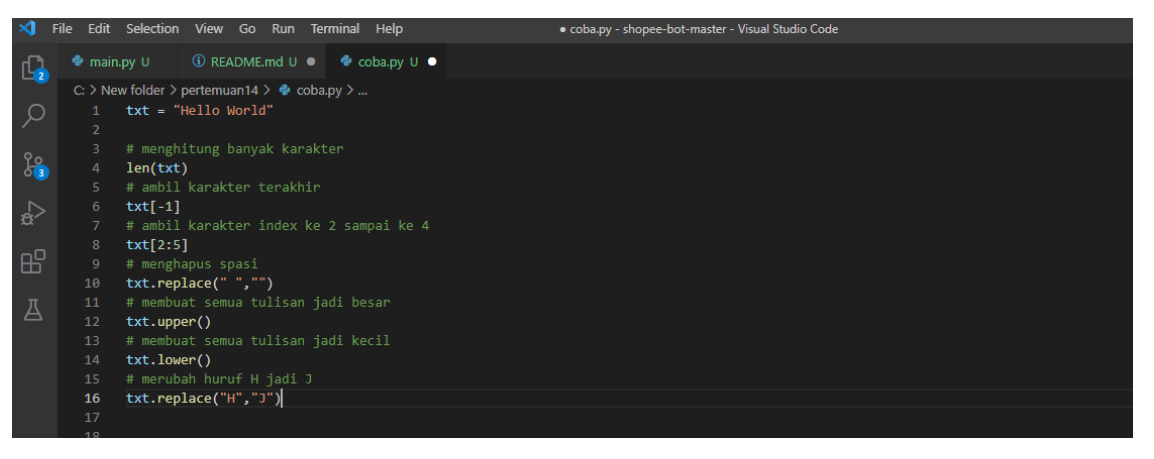 File Edit Selection View Go Run Terminal Help ● coba.py - shopee-bot-master - Visual Studio Code
main.py U README.md U ● coba.py U ●
C: > New folder > pertemuan14 > coba.py > ...
1 txt = "Hello World"
2
3 # menghitung banyak karakter
4 len(txt)
5 # ambil karakter terakhir
6 txt[-1]
7 # ambil karakter index ke 2 sampai ke 4
8 txt[2:5]
9 # menghapus spasi
10 txt.replace(" ","")
11 # membuat semua tulisan jadi besar
12 txt.upper()
13 # membuat semua tulisan jadi kecil
14 txt.lower()
15 # merubah huruf H jadi J
16 txt.replace("H","J")
17
18
2
3